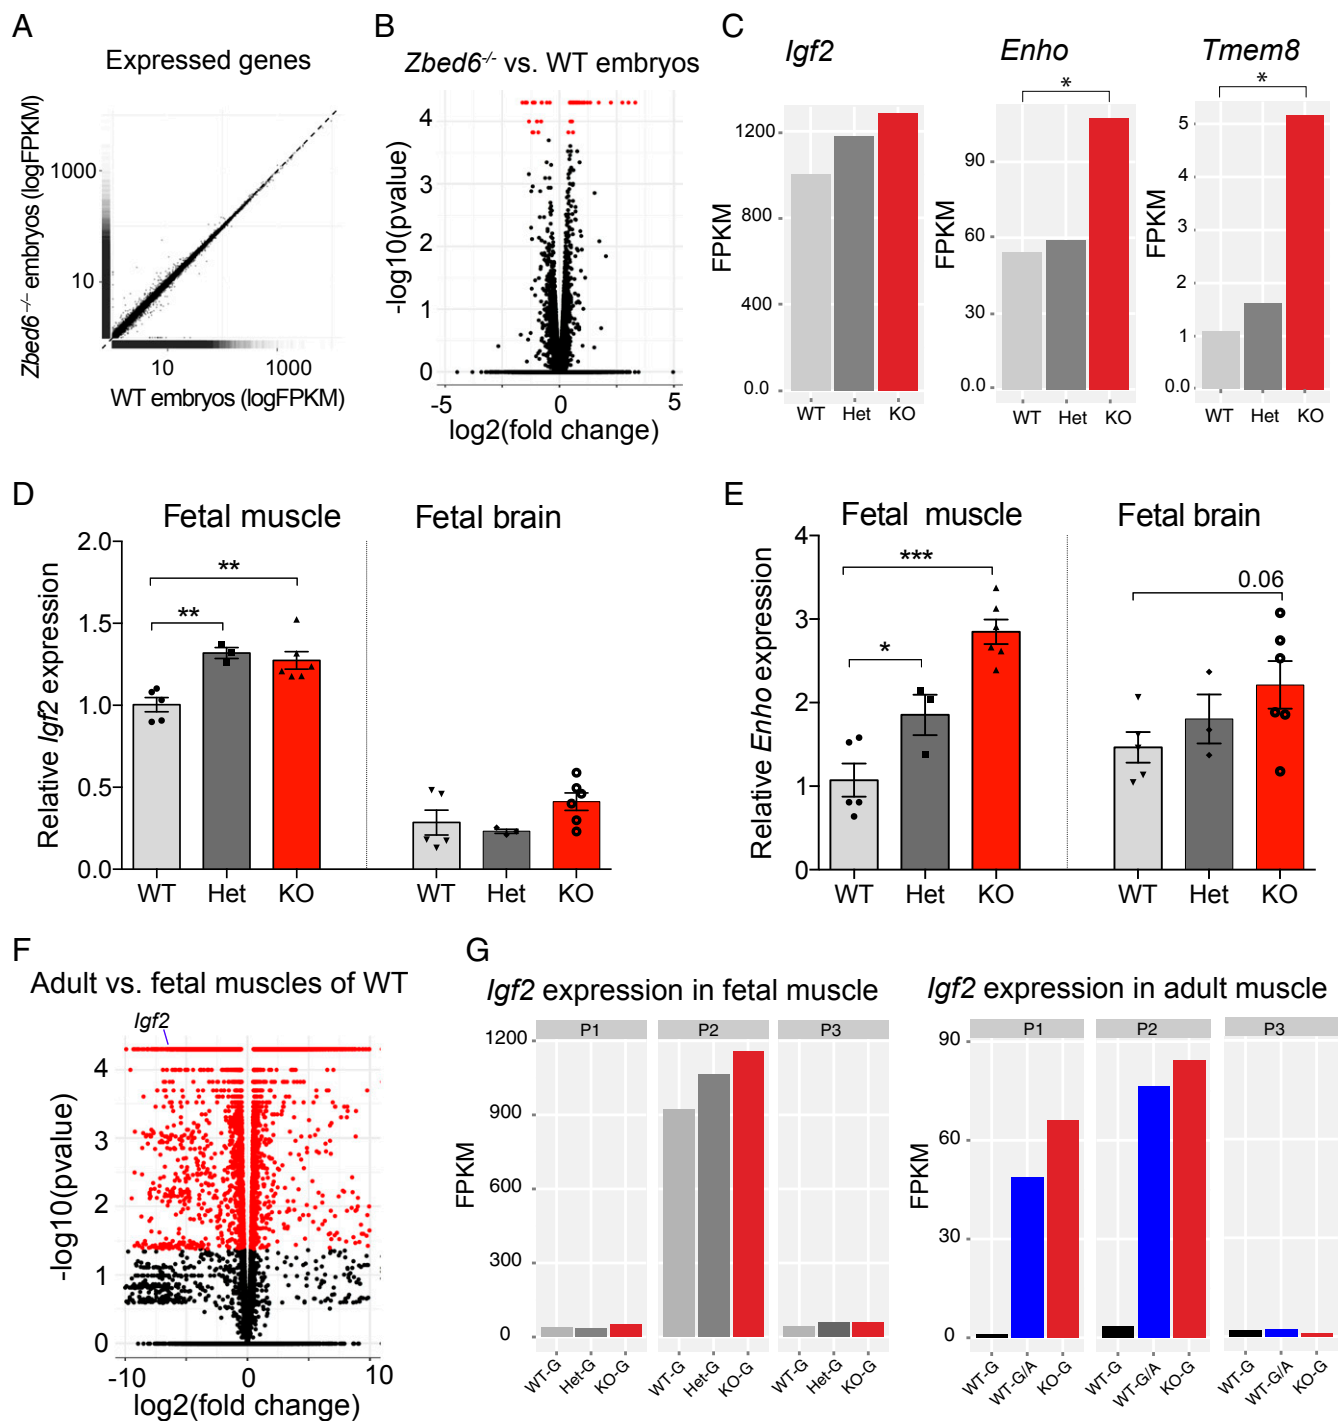 A
Expressed genes
Zbed6-/- embryos (logFPKM)
1000
10
10
1000
WT embryos (logFPKM)
B
Zbed6-/- vs. WT embryos
-log10(pvalue)
4
3
2
1
0
-5
0
5
log2(fold change)
C
Igf2
FPKM
1200
800
400
0.0
WT
Het
KO
Enho
*
FPKM
90
60
30
0.0
WT
Het
KO
Tmem8
*
FPKM
5
4
3
2
1
0.0
WT
Het
KO
D
Fetal muscle
Fetal brain
Relative Igf2 expression
2.0
1.5
1.0
0.5
0.0
**
**
WT
Het
KO
WT
Het
KO
E
Fetal muscle
Fetal brain
Relative Enho expression
4
3
2
1
0
***
*
0.06
WT
Het
KO
WT
Het
KO
F
Adult vs. fetal muscles of WT
Igf2
-log10(pvalue)
4
3
2
1
0
-10
0
10
log2(fold change)
G
Igf2 expression in fetal muscle
P1
P2
P3
FPKM
1200
900
600
300
0
WT-G
Het-G
KO-G
WT-G
Het-G
KO-G
WT-G
Het-G
KO-G
Igf2 expression in adult muscle
P1
P2
P3
FPKM
90
60
30
0
WT-G
WT-G/A
KO-G
WT-G
WT-G/A
KO-G
WT-G
WT-G/A
KO-G